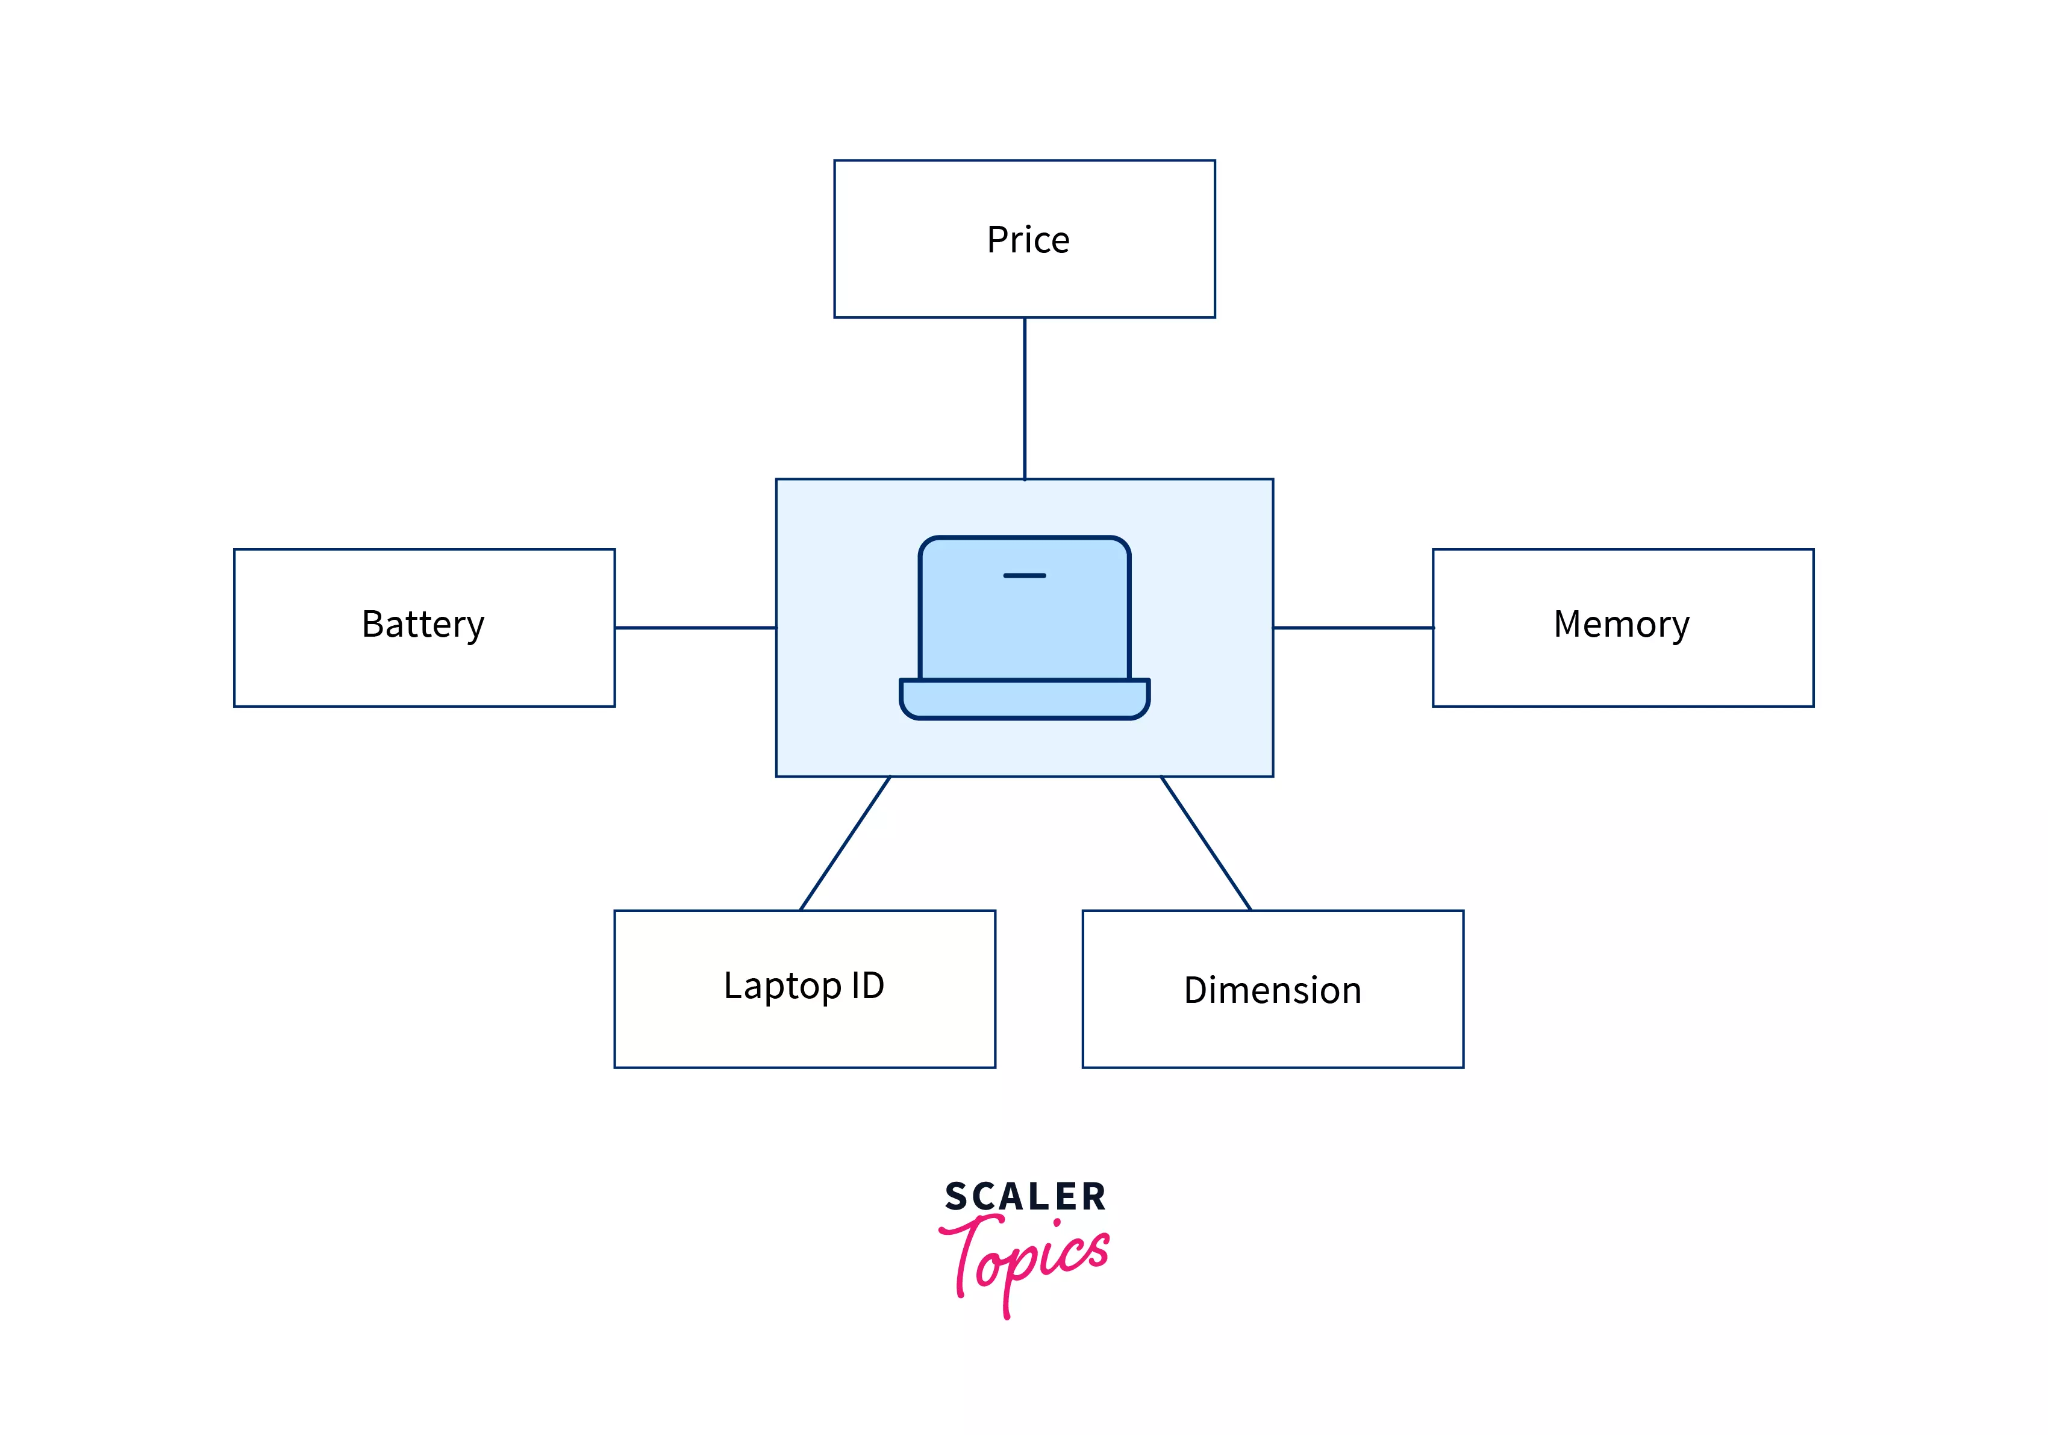 Price
Battery
Memory
Laptop ID
Dimension
SCALER
Topics